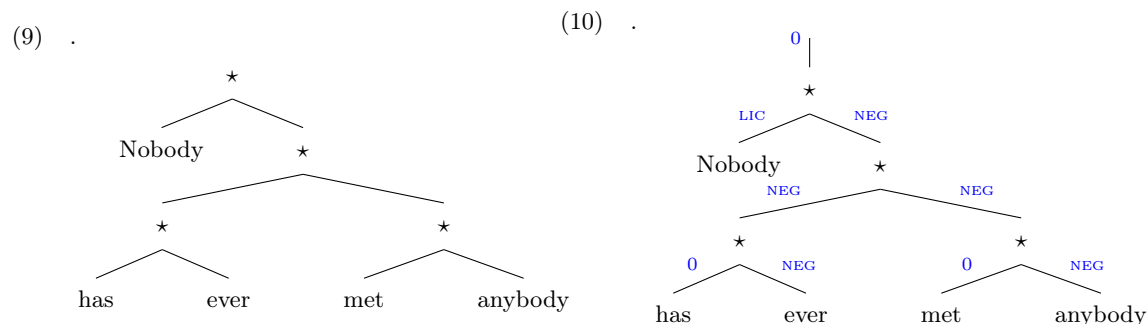 (9) .
⋆
Nobody ⋆
⋆ ⋆
has ever met anybody
(10) .
0
⋆
LIC NEG
Nobody ⋆
NEG NEG
⋆ ⋆
0 NEG 0 NEG
has ever met anybody